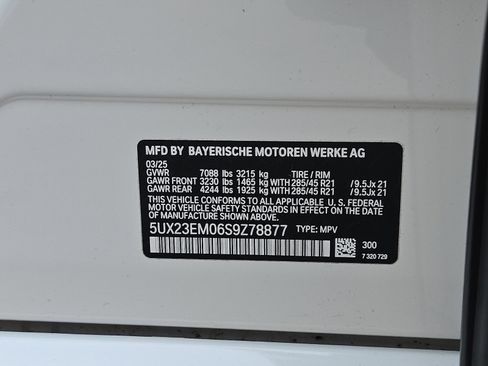 MFD BY BAYERISCHE MOTOREN WERKE AG
03/25
GVWR 7088 lbs 3215 kg TIRE / RIM
GAWR FRONT 3230 lbs 1465 kg WITH 285/45 R21 / 9.5Jx 21
GAWR REAR 4244 lbs 1925 kg WITH 285/45 R21 / 9.5Jx 21
THIS VEHICLE CONFORMS TO ALL APPLICABLE U. S. FEDERAL
MOTOR VEHICLE SAFETY STANDARDS IN EFFECT ON THE DATE
OF MANUFACTURE SHOWN ABOVE.
5UX23EM06S9Z78877 TYPE: MPV
300
7 320 729